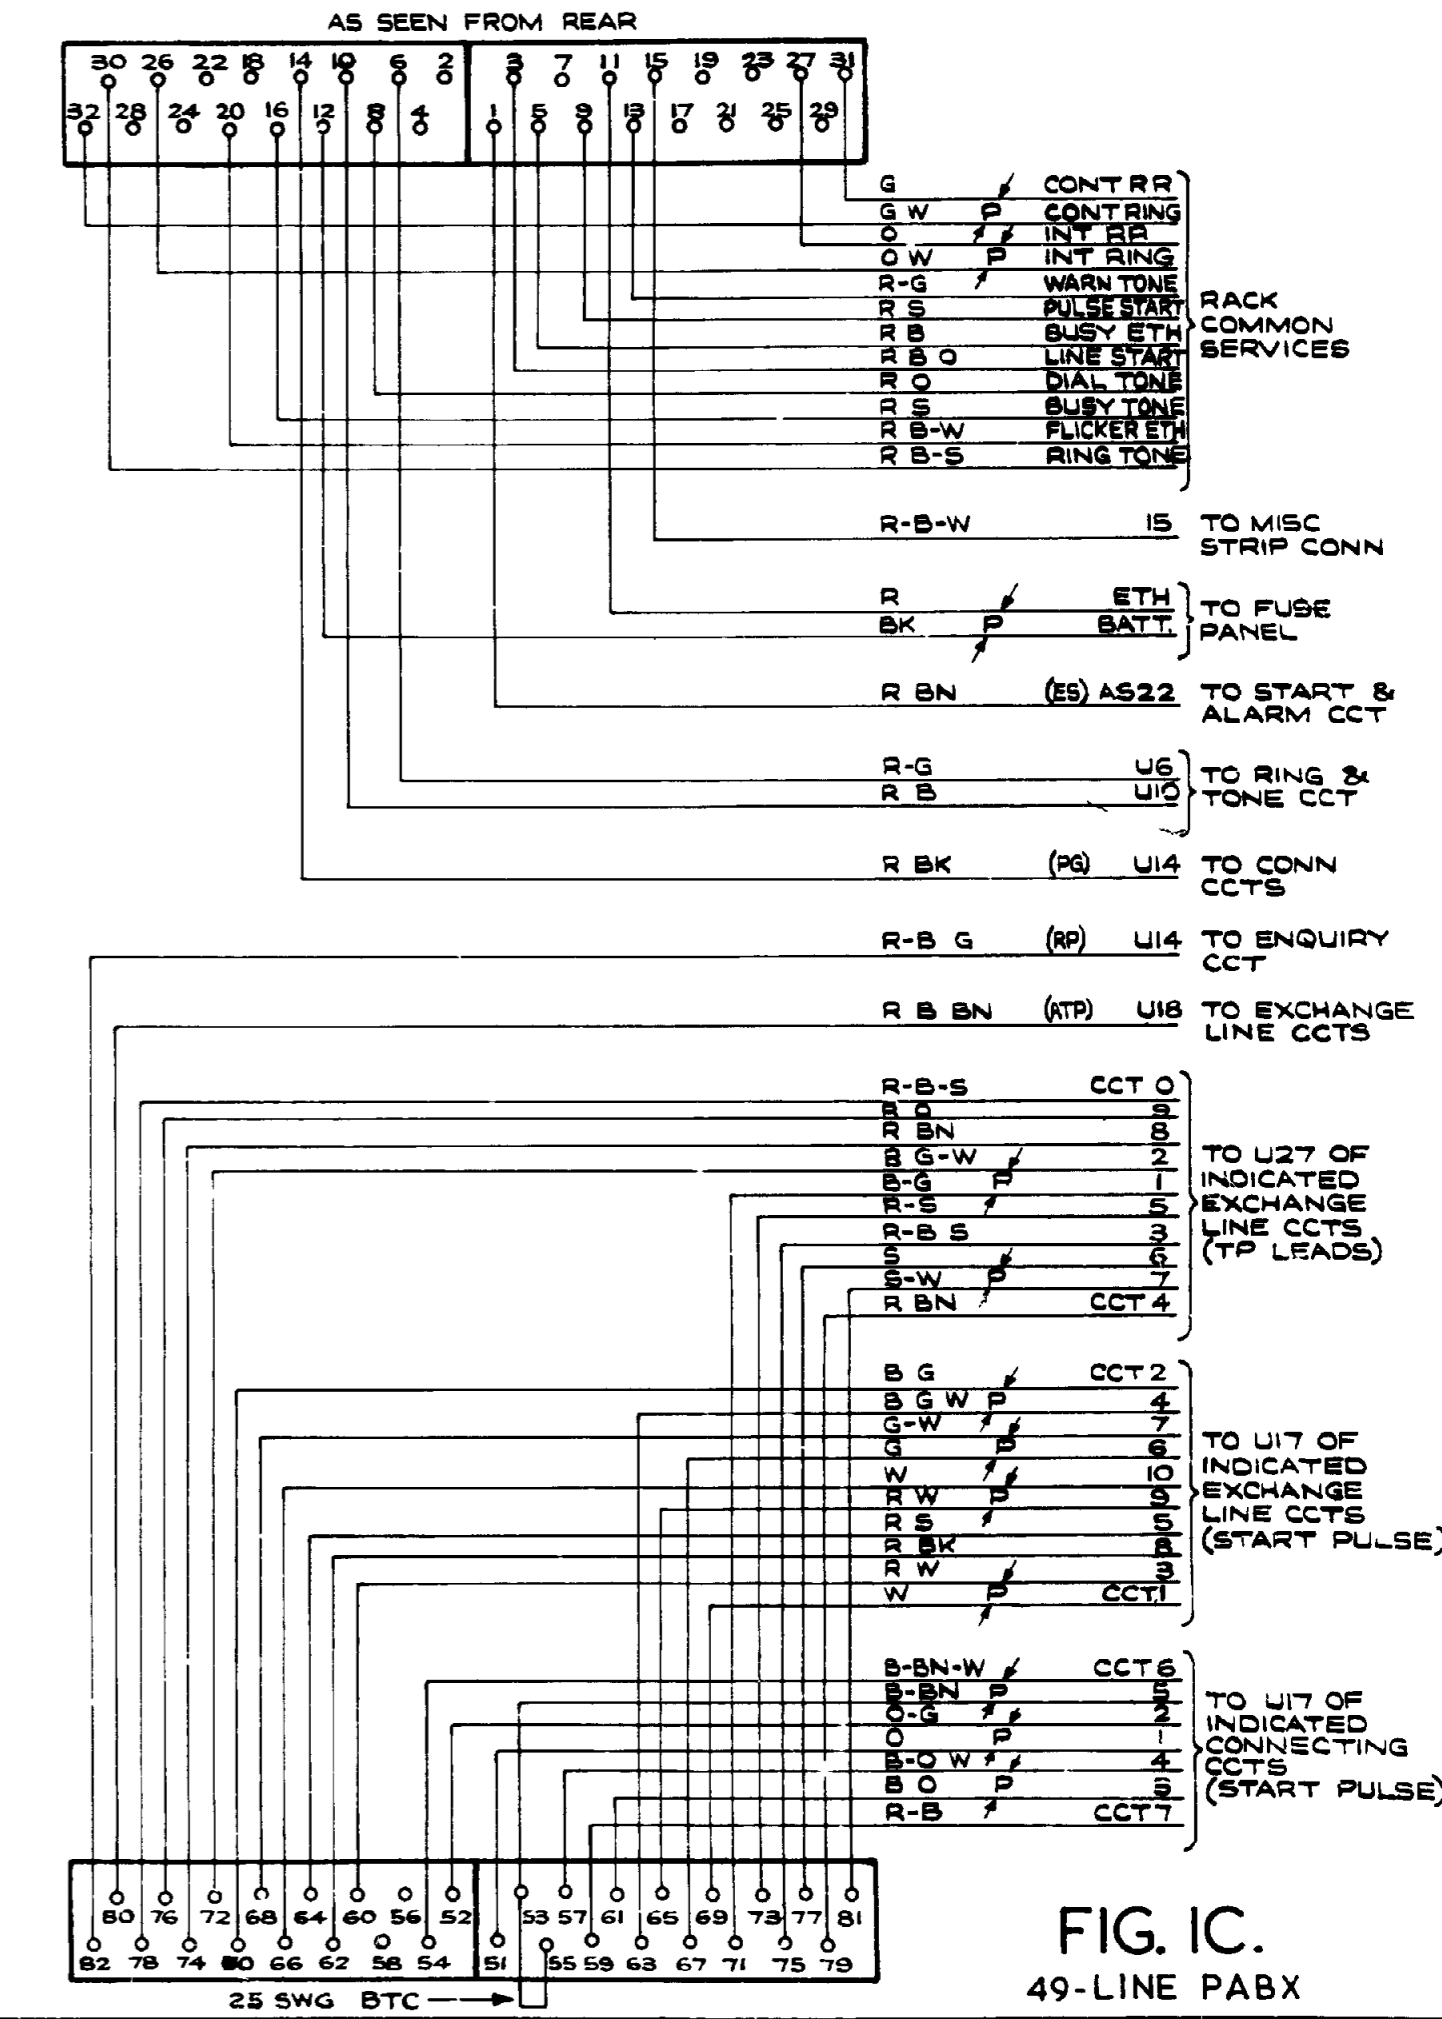 AS SEEN FROM REAR
30 26 22 18 14 10 6 2 3 7 11 15 19 23 27 31
32 28 24 20 16 12 8 4 1 5 9 13 17 21 25 29
G CONT RR
G W P CONT RING
O INT RR
O W P INT RING
R-G WARN TONE
R S PULSE START
R B BUSY ETH
R B O LINE START
R O DIAL TONE
R S BUSY TONE
R B-W FLICKER ETH
R B-S RING TONE
RACK
COMMON
SERVICES
R-B-W 15 TO MISC
STRIP CONN
R ETH
BK P BATT.
TO FUSE
PANEL
R BN (ES) AS22 TO START &
ALARM CCT
R-G U6
R B U10
TO RING &
TONE CCT
R BK (PG) U14 TO CONN
CCTS
R-B G (RP) U14 TO ENQUIRY
CCT
R B BN (ATP) U18 TO EXCHANGE
LINE CCTS
R-B-S CCT 0
O 9
R BN 8
B G-W 2
B-G P 1
R-S 5
R-B S 3
S 6
S-W P 7
R BN CCT 4
TO U27 OF
INDICATED
EXCHANGE
LINE CCTS
(TP LEADS)
B G CCT 2
B G W P 4
G-W 7
G P 6
W 10
R W P 9
R S 5
R BK 8
R W 3
W P CCT.1
TO U17 OF
INDICATED
EXCHANGE
LINE CCTS
(START PULSE)
B-BN-W CCT 6
B-BN P
O-G 2
O P 1
B-O W 4
B O P
R-B CCT 7
TO U17 OF
INDICATED
CONNECTING
CCTS
(START PULSE)
80 76 72 68 64 60 56 52 53 57 61 65 69 73 77 81
82 78 74 66 62 58 54 51 55 59 63 67 71 75 79
25 SWG BTC
FIG. 1C.
49-LINE PABX